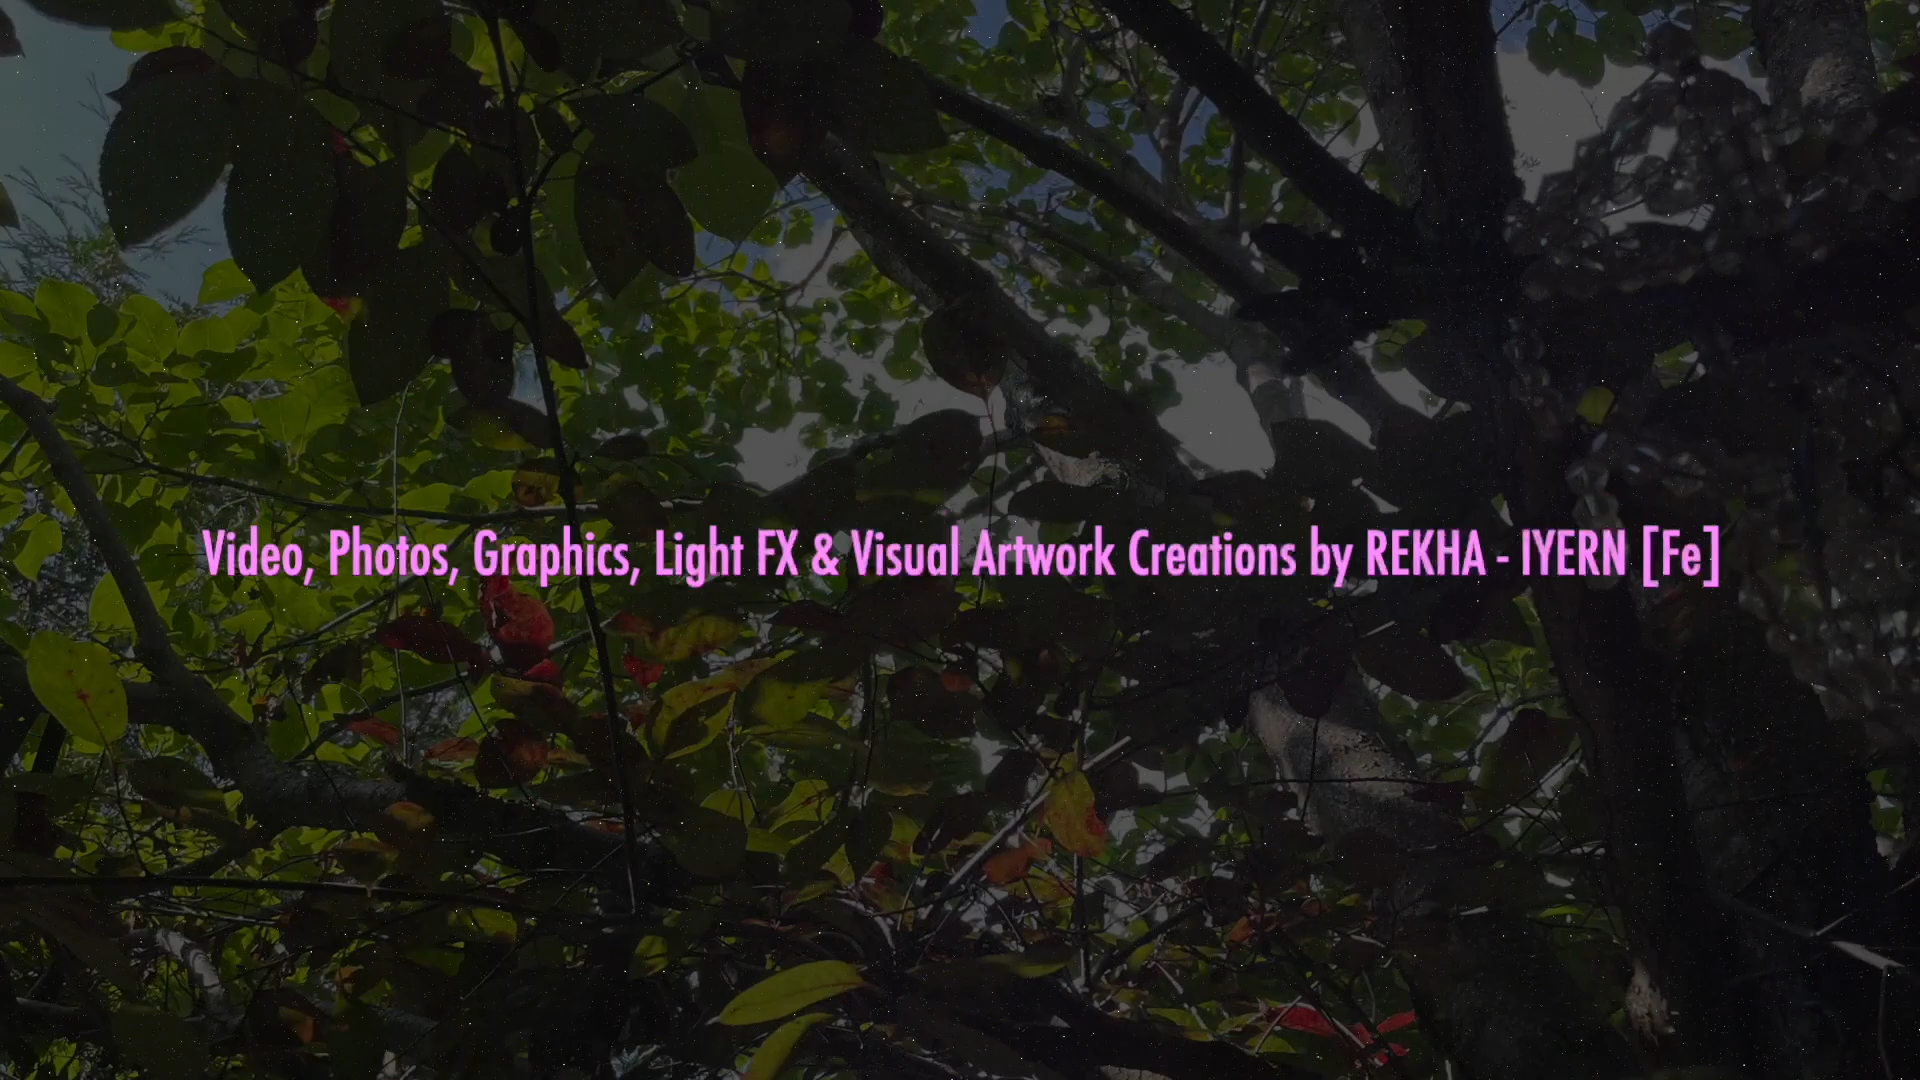 Video, Photos, Graphics, Light FX & Visual Artwork Creations by REKHA - IYERN [Fe]